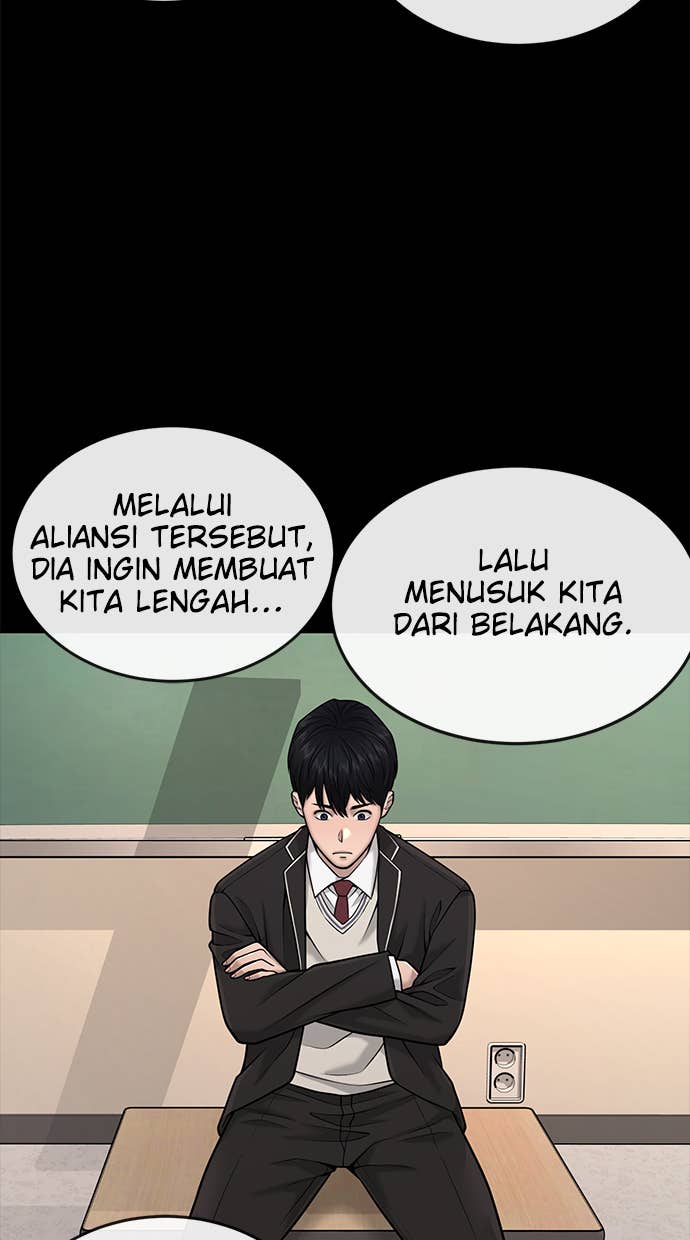 MELALUI
ALIANSI TERSEBUT,
DIA INGIN MEMBUAT
KITA LENGAH...
LALU
MENUSUK KITA
DARI BELAKANG.